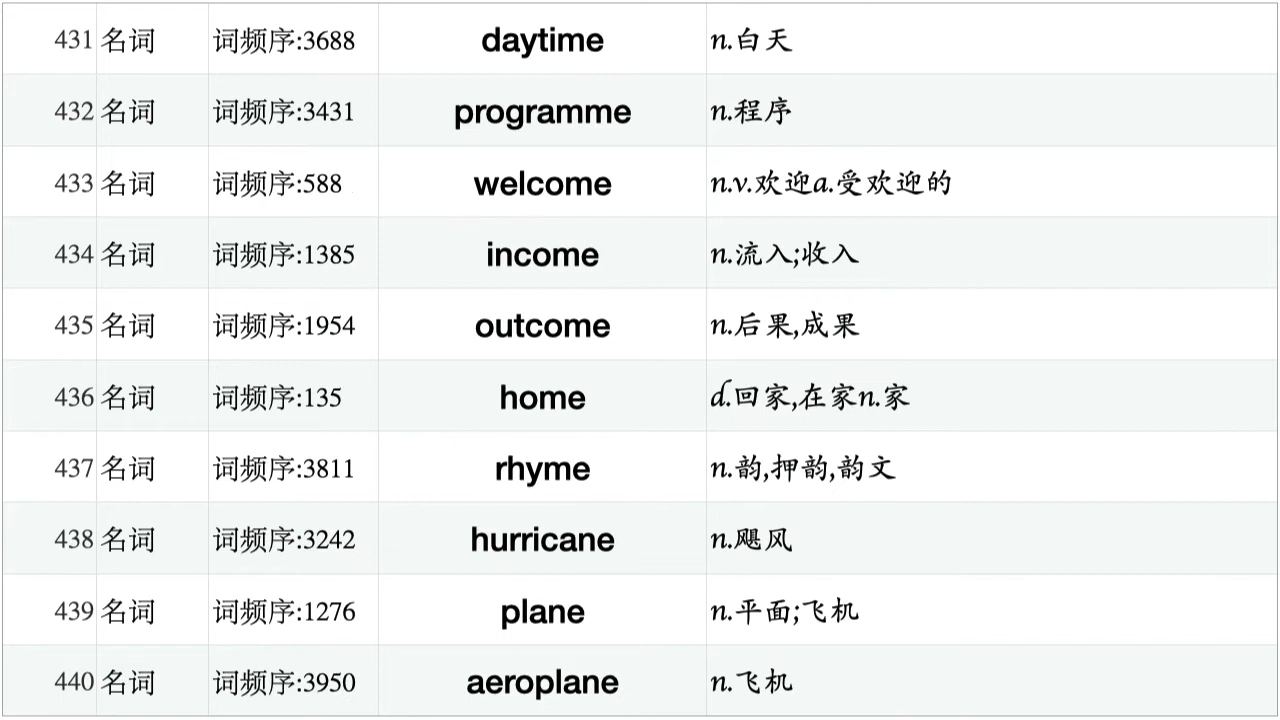 431 名词 词频序:3688 daytime n.白天
432 名词 词频序:3431 programme n.程序
433 名词 词频序:588 welcome n.v.欢迎a.受欢迎的
434 名词 词频序:1385 income n.流入;收入
435 名词 词频序:1954 outcome n.后果,成果
436 名词 词频序:135 home d.回家,在家n.家
437 名词 词频序:3811 rhyme n.韵,押韵,韵文
438 名词 词频序:3242 hurricane n.飓风
439 名词 词频序:1276 plane n.平面;飞机
440 名词 词频序:3950 aeroplane n.飞机